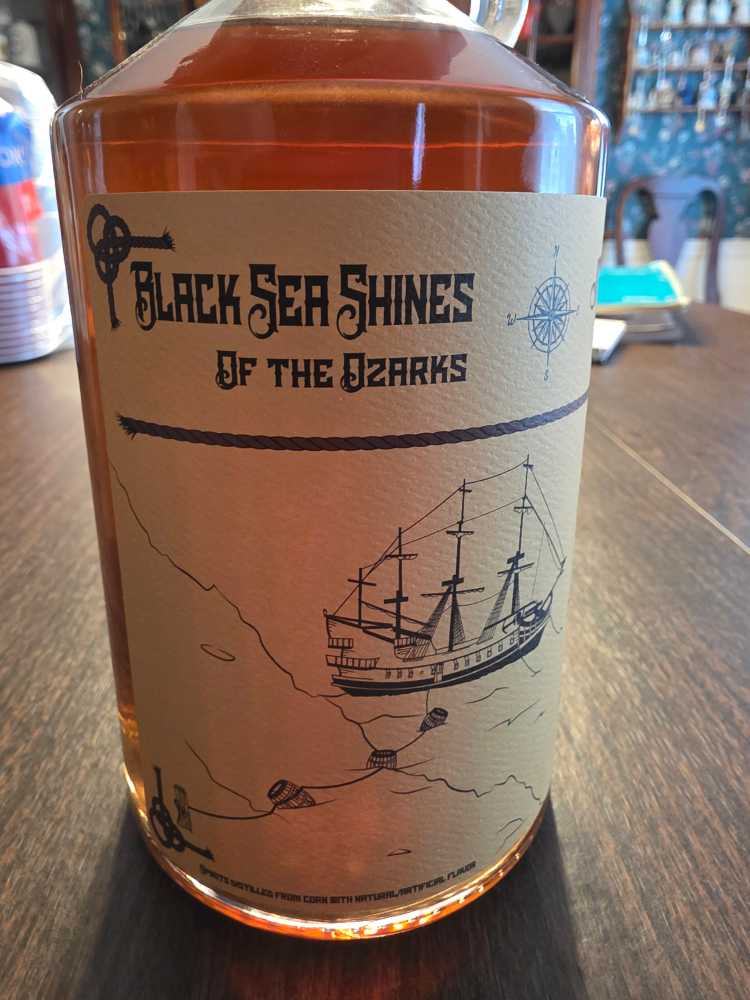 Black Sea Shines
Of the Ozarks
N
W
S
Spirits distilled from corn with natural/artificial flavor